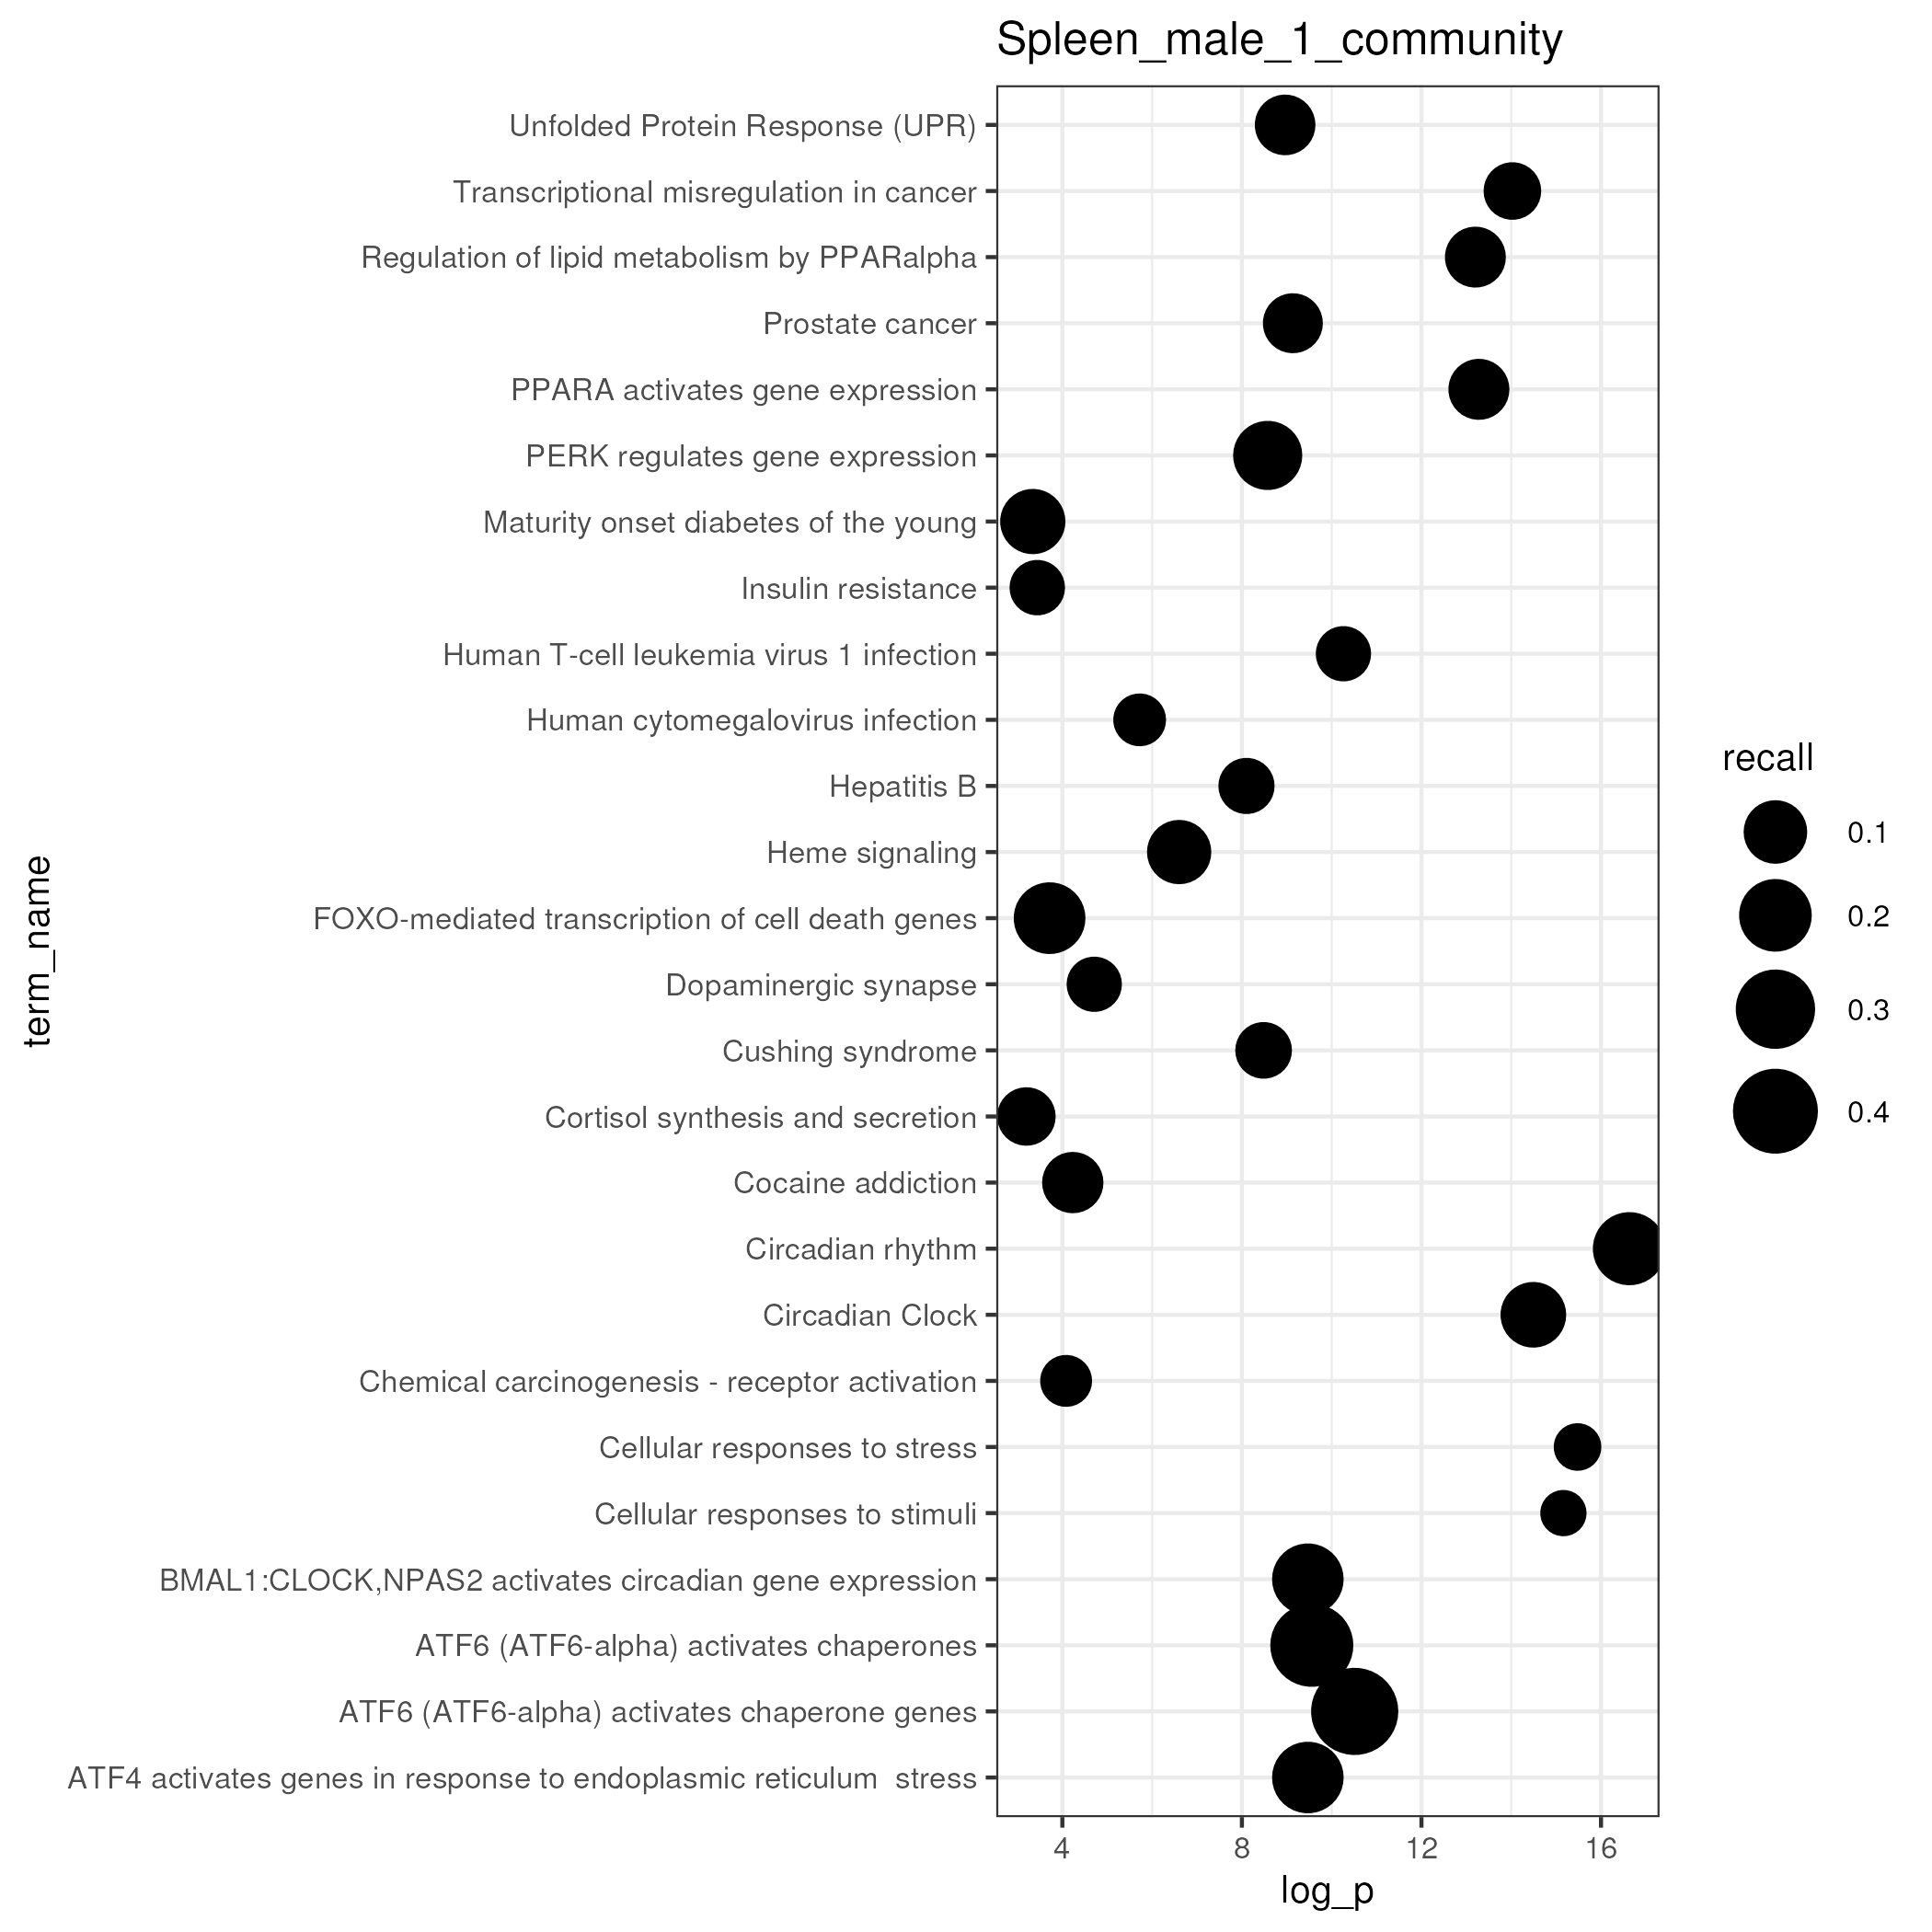 Spleen_male_1_community
term_name
Unfolded Protein Response (UPR)
Transcriptional misregulation in cancer
Regulation of lipid metabolism by PPARalpha
Prostate cancer
PPARA activates gene expression
PERK regulates gene expression
Maturity onset diabetes of the young
Insulin resistance
Human T-cell leukemia virus 1 infection
Human cytomegalovirus infection
Hepatitis B
Heme signaling
FOXO-mediated transcription of cell death genes
Dopaminergic synapse
Cushing syndrome
Cortisol synthesis and secretion
Cocaine addiction
Circadian rhythm
Circadian Clock
Chemical carcinogenesis - receptor activation
Cellular responses to stress
Cellular responses to stimuli
BMAL1:CLOCK,NPAS2 activates circadian gene expression
ATF6 (ATF6-alpha) activates chaperones
ATF6 (ATF6-alpha) activates chaperone genes
ATF4 activates genes in response to endoplasmic reticulum  stress
4 8 12 16
log_p
recall
0.1
0.2
0.3
0.4